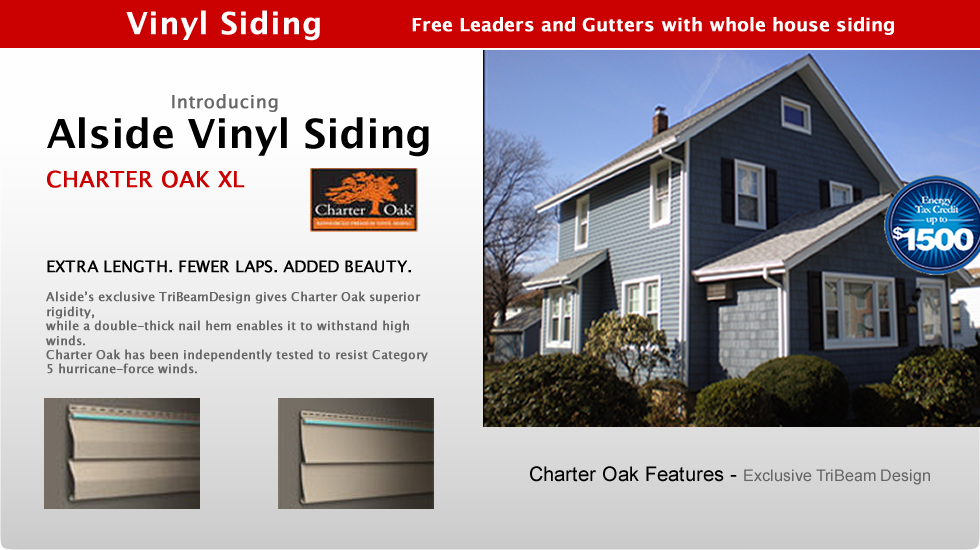 Vinyl Siding
Free Leaders and Gutters with whole house siding
Introducing
Alside Vinyl Siding
CHARTER OAK XL
Charter Oak
EXTRA LENGTH. FEWER LAPS. ADDED BEAUTY.
Alside's exclusive TriBeamDesign gives Charter Oak superior
rigidity,
while a double-thick nail hem enables it to withstand high
winds.
Charter Oak has been independently tested to resist Category
5 hurricane-force winds.
Energy
Tax Credit
up to
$1500
Charter Oak Features - Exclusive TriBeam Design